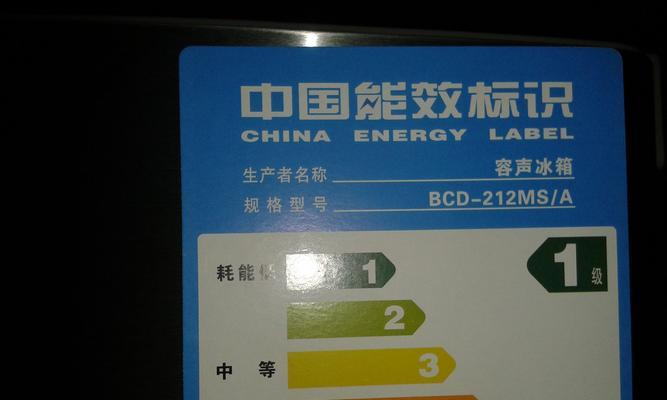 中国能效标识
CHINA ENERGY LABEL
生产者名称 容声冰箱
规格型号 BCD-212MS/A
耗能低 1 1级
2
中等 3